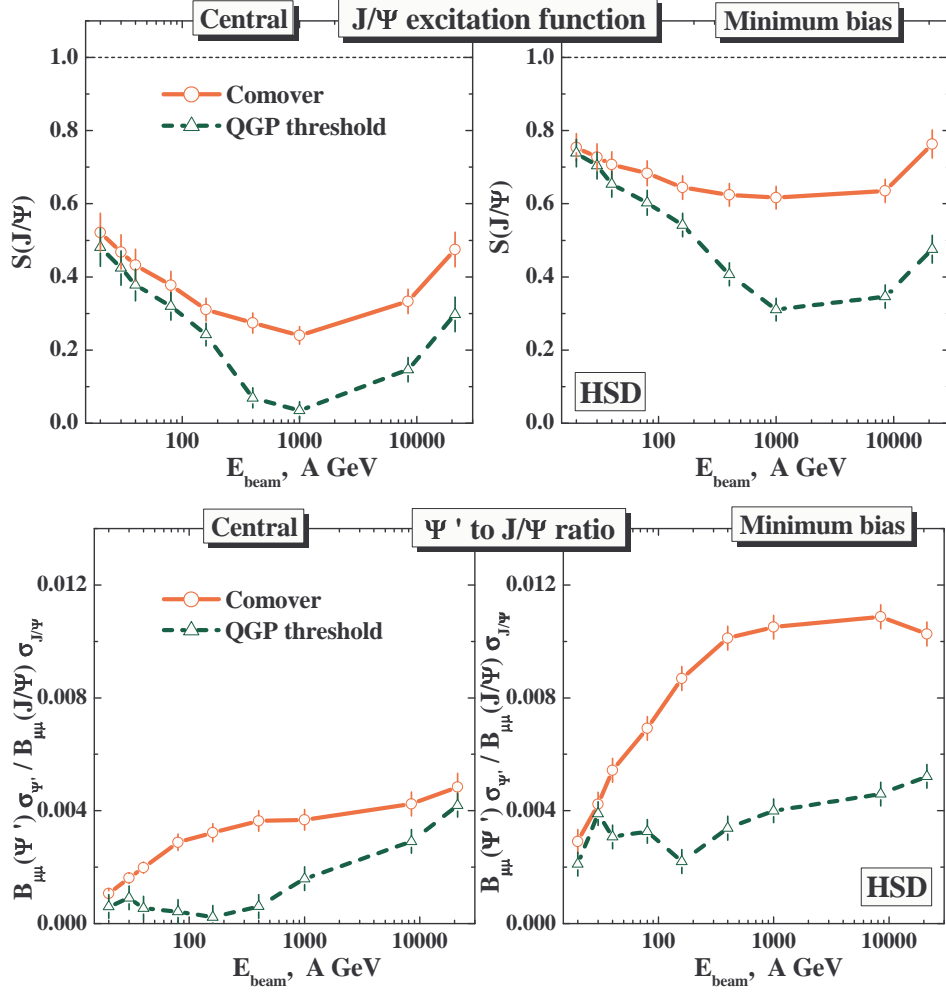 Central
J/Ψ excitation function
Minimum bias
1.0
0.8
0.6
0.4
0.2
0.0
S(J/Ψ)
Comover
QGP threshold
100
1000
10000
E_beam, A GeV
1.0
0.8
0.6
0.4
0.2
0.0
S(J/Ψ)
HSD
100
1000
10000
E_beam, A GeV
Central
Ψ ' to J/Ψ ratio
Minimum bias
0.012
0.008
0.004
0.000
B_μμ(Ψ ') σ_Ψ' / B_μμ(J/Ψ) σ_J/Ψ
Comover
QGP threshold
100
1000
10000
E_beam, A GeV
0.012
0.008
0.004
0.000
B_μμ(Ψ ') σ_Ψ' / B_μμ(J/Ψ) σ_J/Ψ
HSD
100
1000
10000
E_beam, A GeV